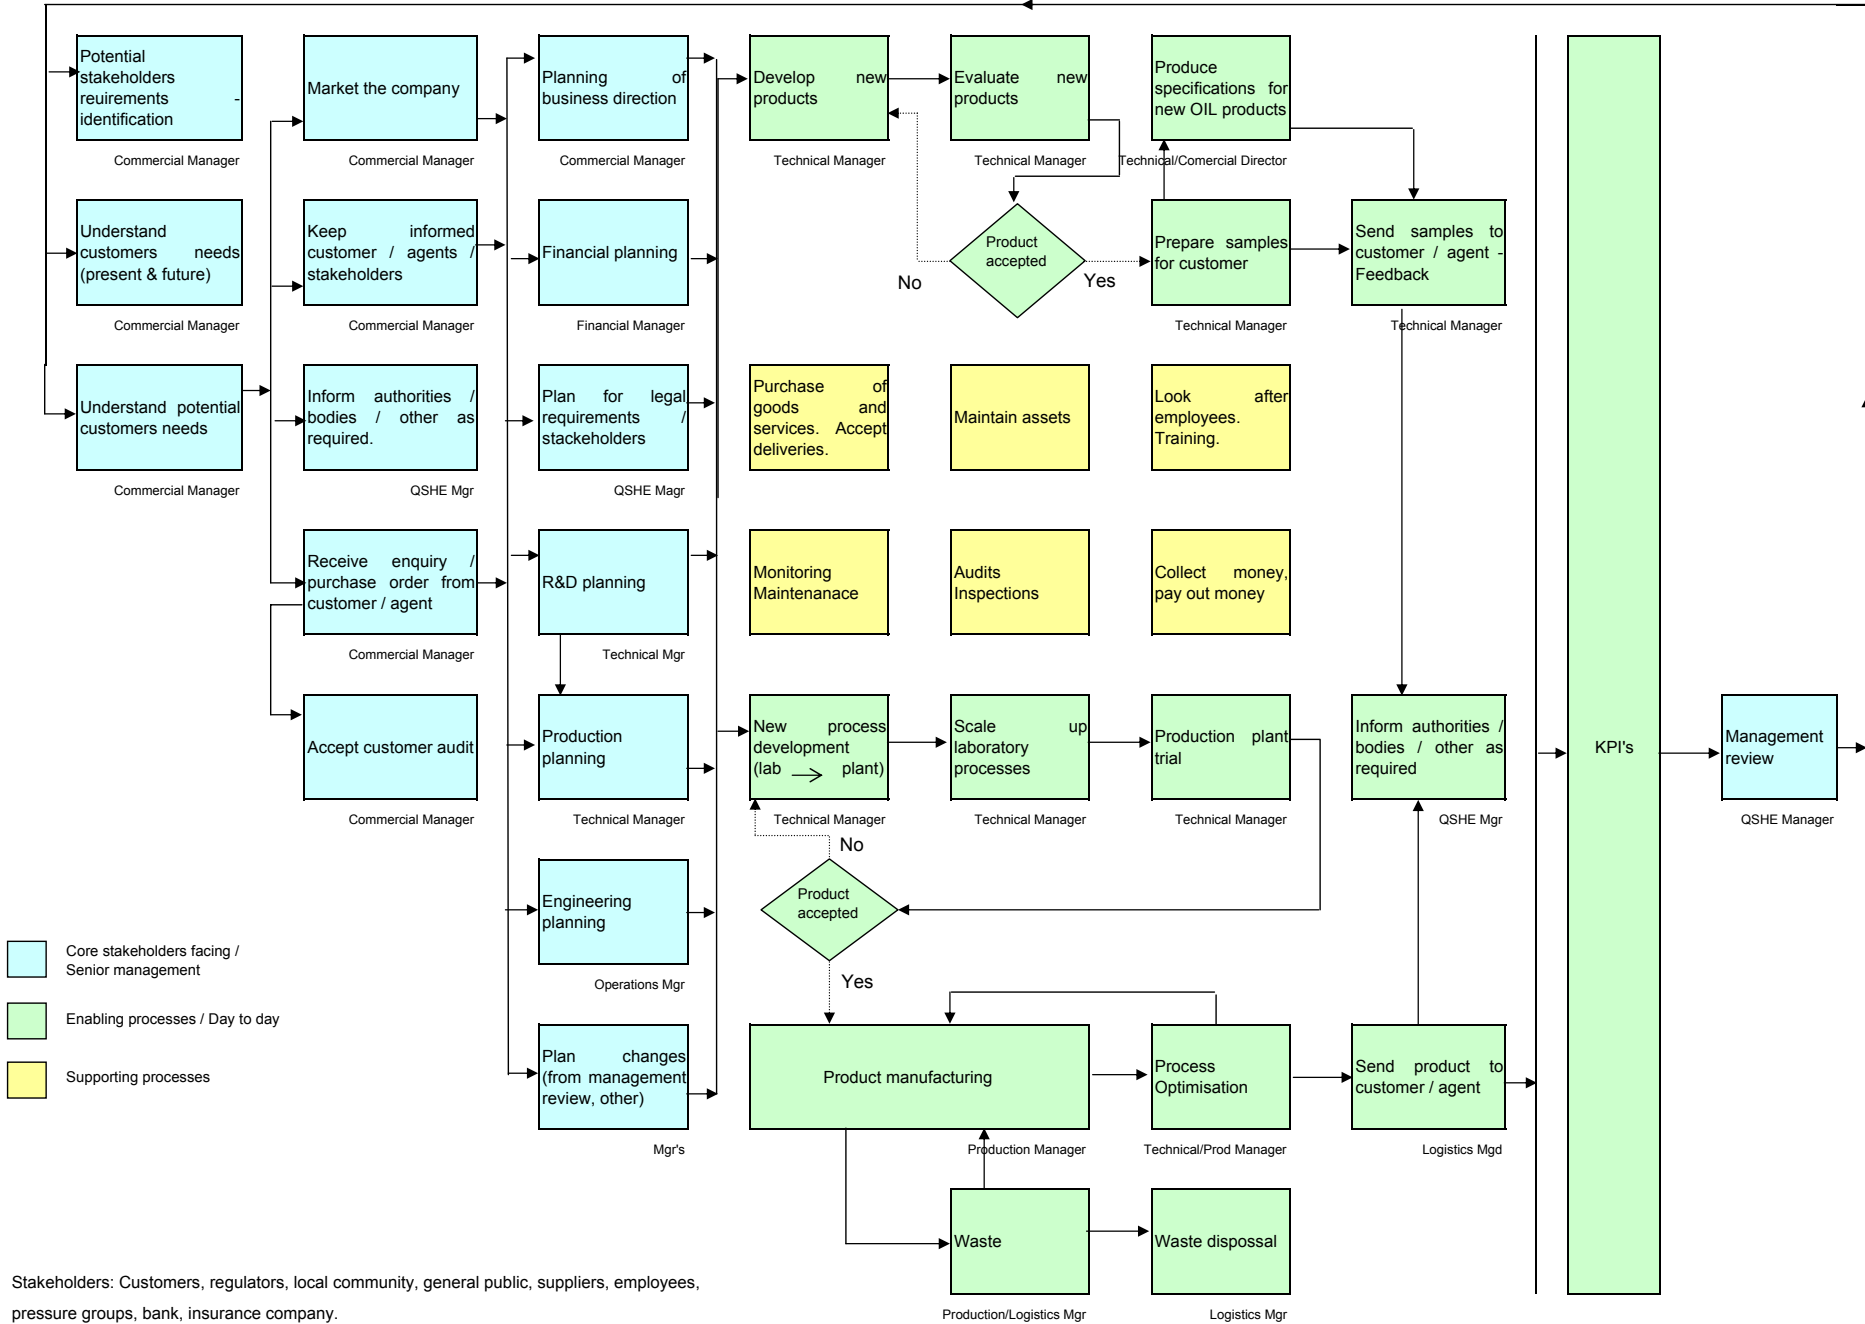 Potential
stakeholders
reuirements -
identification
Commercial Manager
Market the company
Commercial Manager
Planning of
business direction
Commercial Manager
Develop new
products
Technical Manager
Evaluate new
products
Technical Manager
Produce
specifications for
new OIL products
Technical/Comercial Director
Understand
customers needs
(present & future)
Commercial Manager
Keep informed
customer / agents /
stakeholders
Commercial Manager
Financial planning
Financial Manager
No
Product
accepted
Yes
Prepare samples
for customer
Technical Manager
Send samples to
customer / agent -
Feedback
Technical Manager
Understand potential
customers needs
Commercial Manager
Inform authorities /
bodies / other as
required.
QSHE Mgr
Plan for legal
requirements /
stackeholders
QSHE Magr
Purchase of
goods and
services. Accept
deliveries.
Maintain assets
Look after
employees.
Training.
Receive enquiry /
purchase order from
customer / agent
Commercial Manager
R&D planning
Technical Mgr
Monitoring
Maintenanace
Audits
Inspections
Collect money,
pay out money
Accept customer audit
Commercial Manager
Production
planning
Technical Manager
New process
development
(lab → plant)
Technical Manager
Scale up
laboratory
processes
Technical Manager
Production plant
trial
Technical Manager
Inform authorities /
bodies / other as
required
QSHE Mgr
KPI's
Management
review
QSHE Manager
No
Product
accepted
Yes
Engineering
planning
Operations Mgr
Core stakeholders facing /
Senior management
Enabling processes / Day to day
Supporting processes
Plan changes
(from management
review, other)
Mgr's
Product manufacturing
Production Manager
Process
Optimisation
Technical/Prod Manager
Send product to
customer / agent
Logistics Mgd
Waste
Production/Logistics Mgr
Waste dispossal
Logistics Mgr
Stakeholders: Customers, regulators, local community, general public, suppliers, employees,
pressure groups, bank, insurance company.